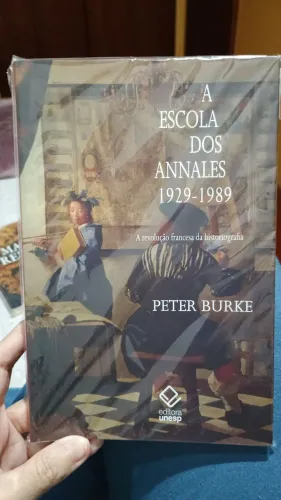 A
ESCOLA
DOS
ANNALES
1929-1989
A revolução francesa da historiografia
PETER BURKE
editora
unesp